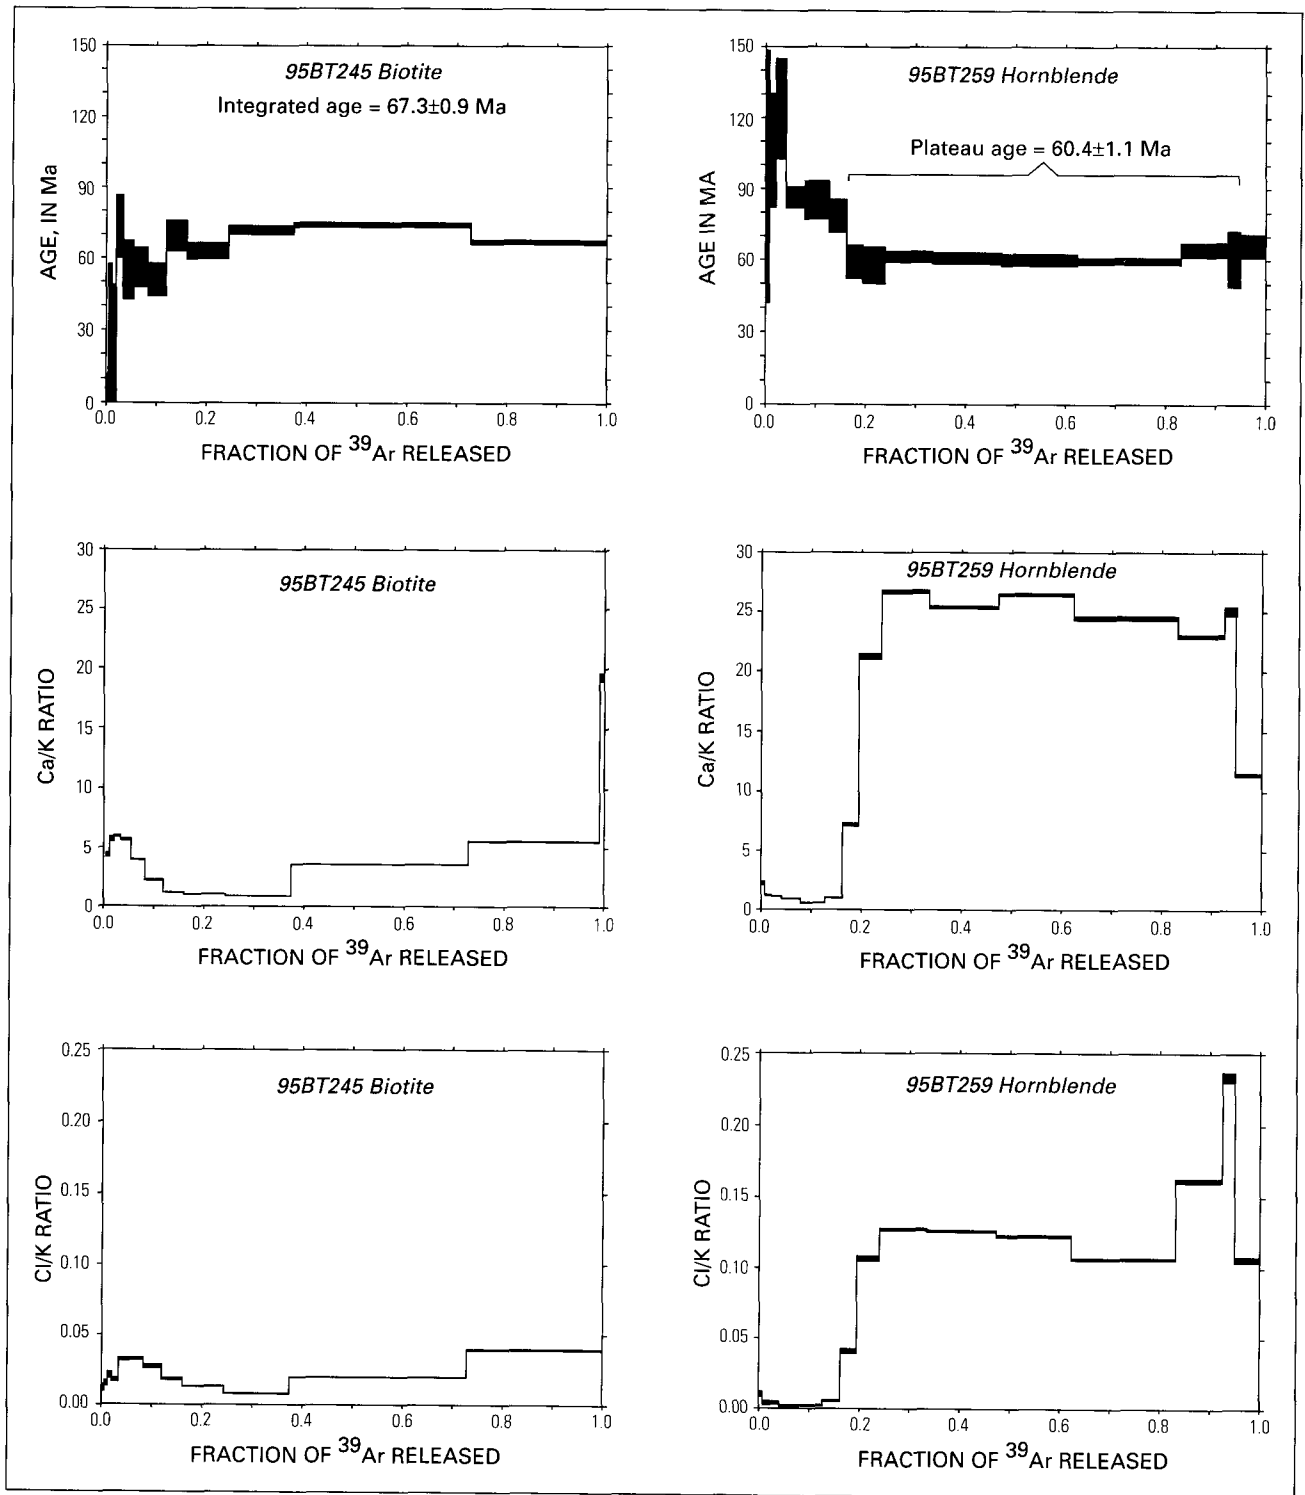 95BT245 Biotite
Integrated age = 67.3±0.9 Ma
150
120
90
60
30
0
AGE, IN Ma
0.0 0.2 0.4 0.6 0.8 1.0
FRACTION OF 39Ar RELEASED
95BT259 Hornblende
Plateau age = 60.4±1.1 Ma
150
120
90
60
30
0
AGE IN MA
0.0 0.2 0.4 0.6 0.8 1.0
FRACTION OF 39Ar RELEASED
95BT245 Biotite
30
25
20
15
10
5
0
Ca/K RATIO
0.0 0.2 0.4 0.6 0.8 1.0
FRACTION OF 39Ar RELEASED
95BT259 Hornblende
30
25
20
15
10
5
0
Ca/K RATIO
0.0 0.2 0.4 0.6 0.8 1.0
FRACTION OF 39Ar RELEASED
95BT245 Biotite
0.25
0.20
0.15
0.10
0.05
0.00
Cl/K RATIO
0.0 0.2 0.4 0.6 0.8 1.0
FRACTION OF 39Ar RELEASED
95BT259 Hornblende
0.25
0.20
0.15
0.10
0.05
0.00
Cl/K RATIO
0.0 0.2 0.4 0.6 0.8 1.0
FRACTION OF 39Ar RELEASED